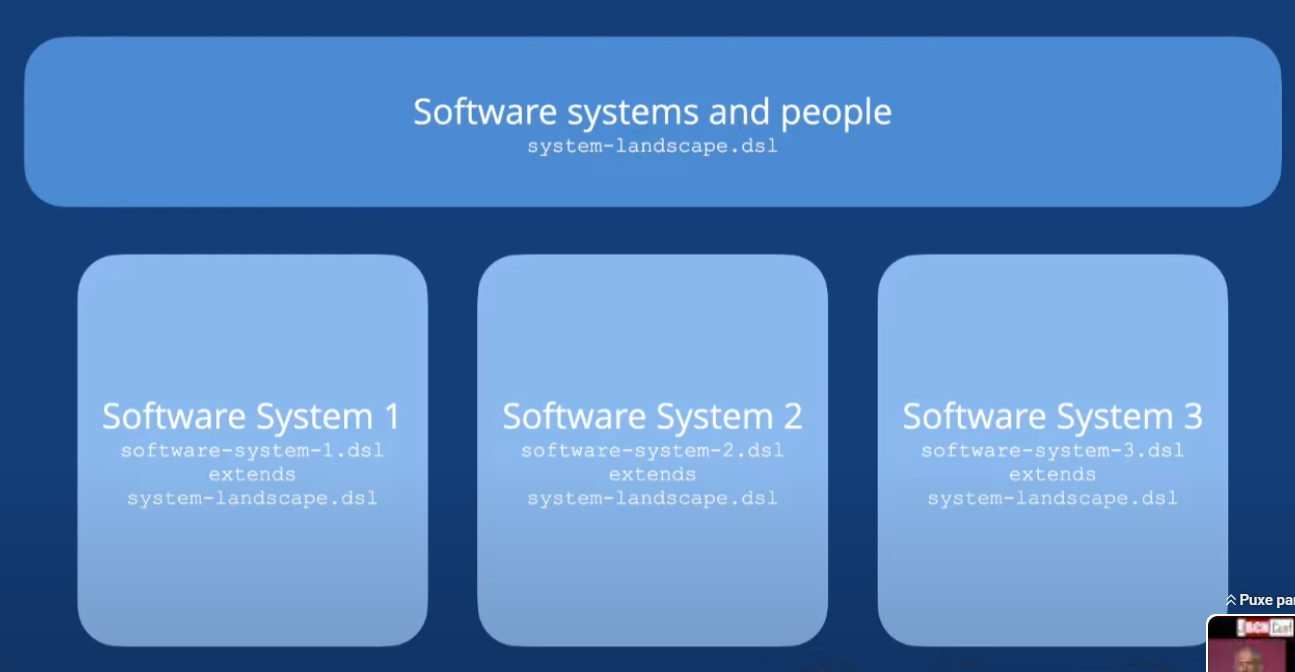 Software systems and people
system-landscape.dsl
Software System 1
software-system-1.dsl
extends
system-landscape.dsl
Software System 2
software-system-2.dsl
extends
system-landscape.dsl
Software System 3
software-system-3.dsl
extends
system-landscape.dsl
Puxe